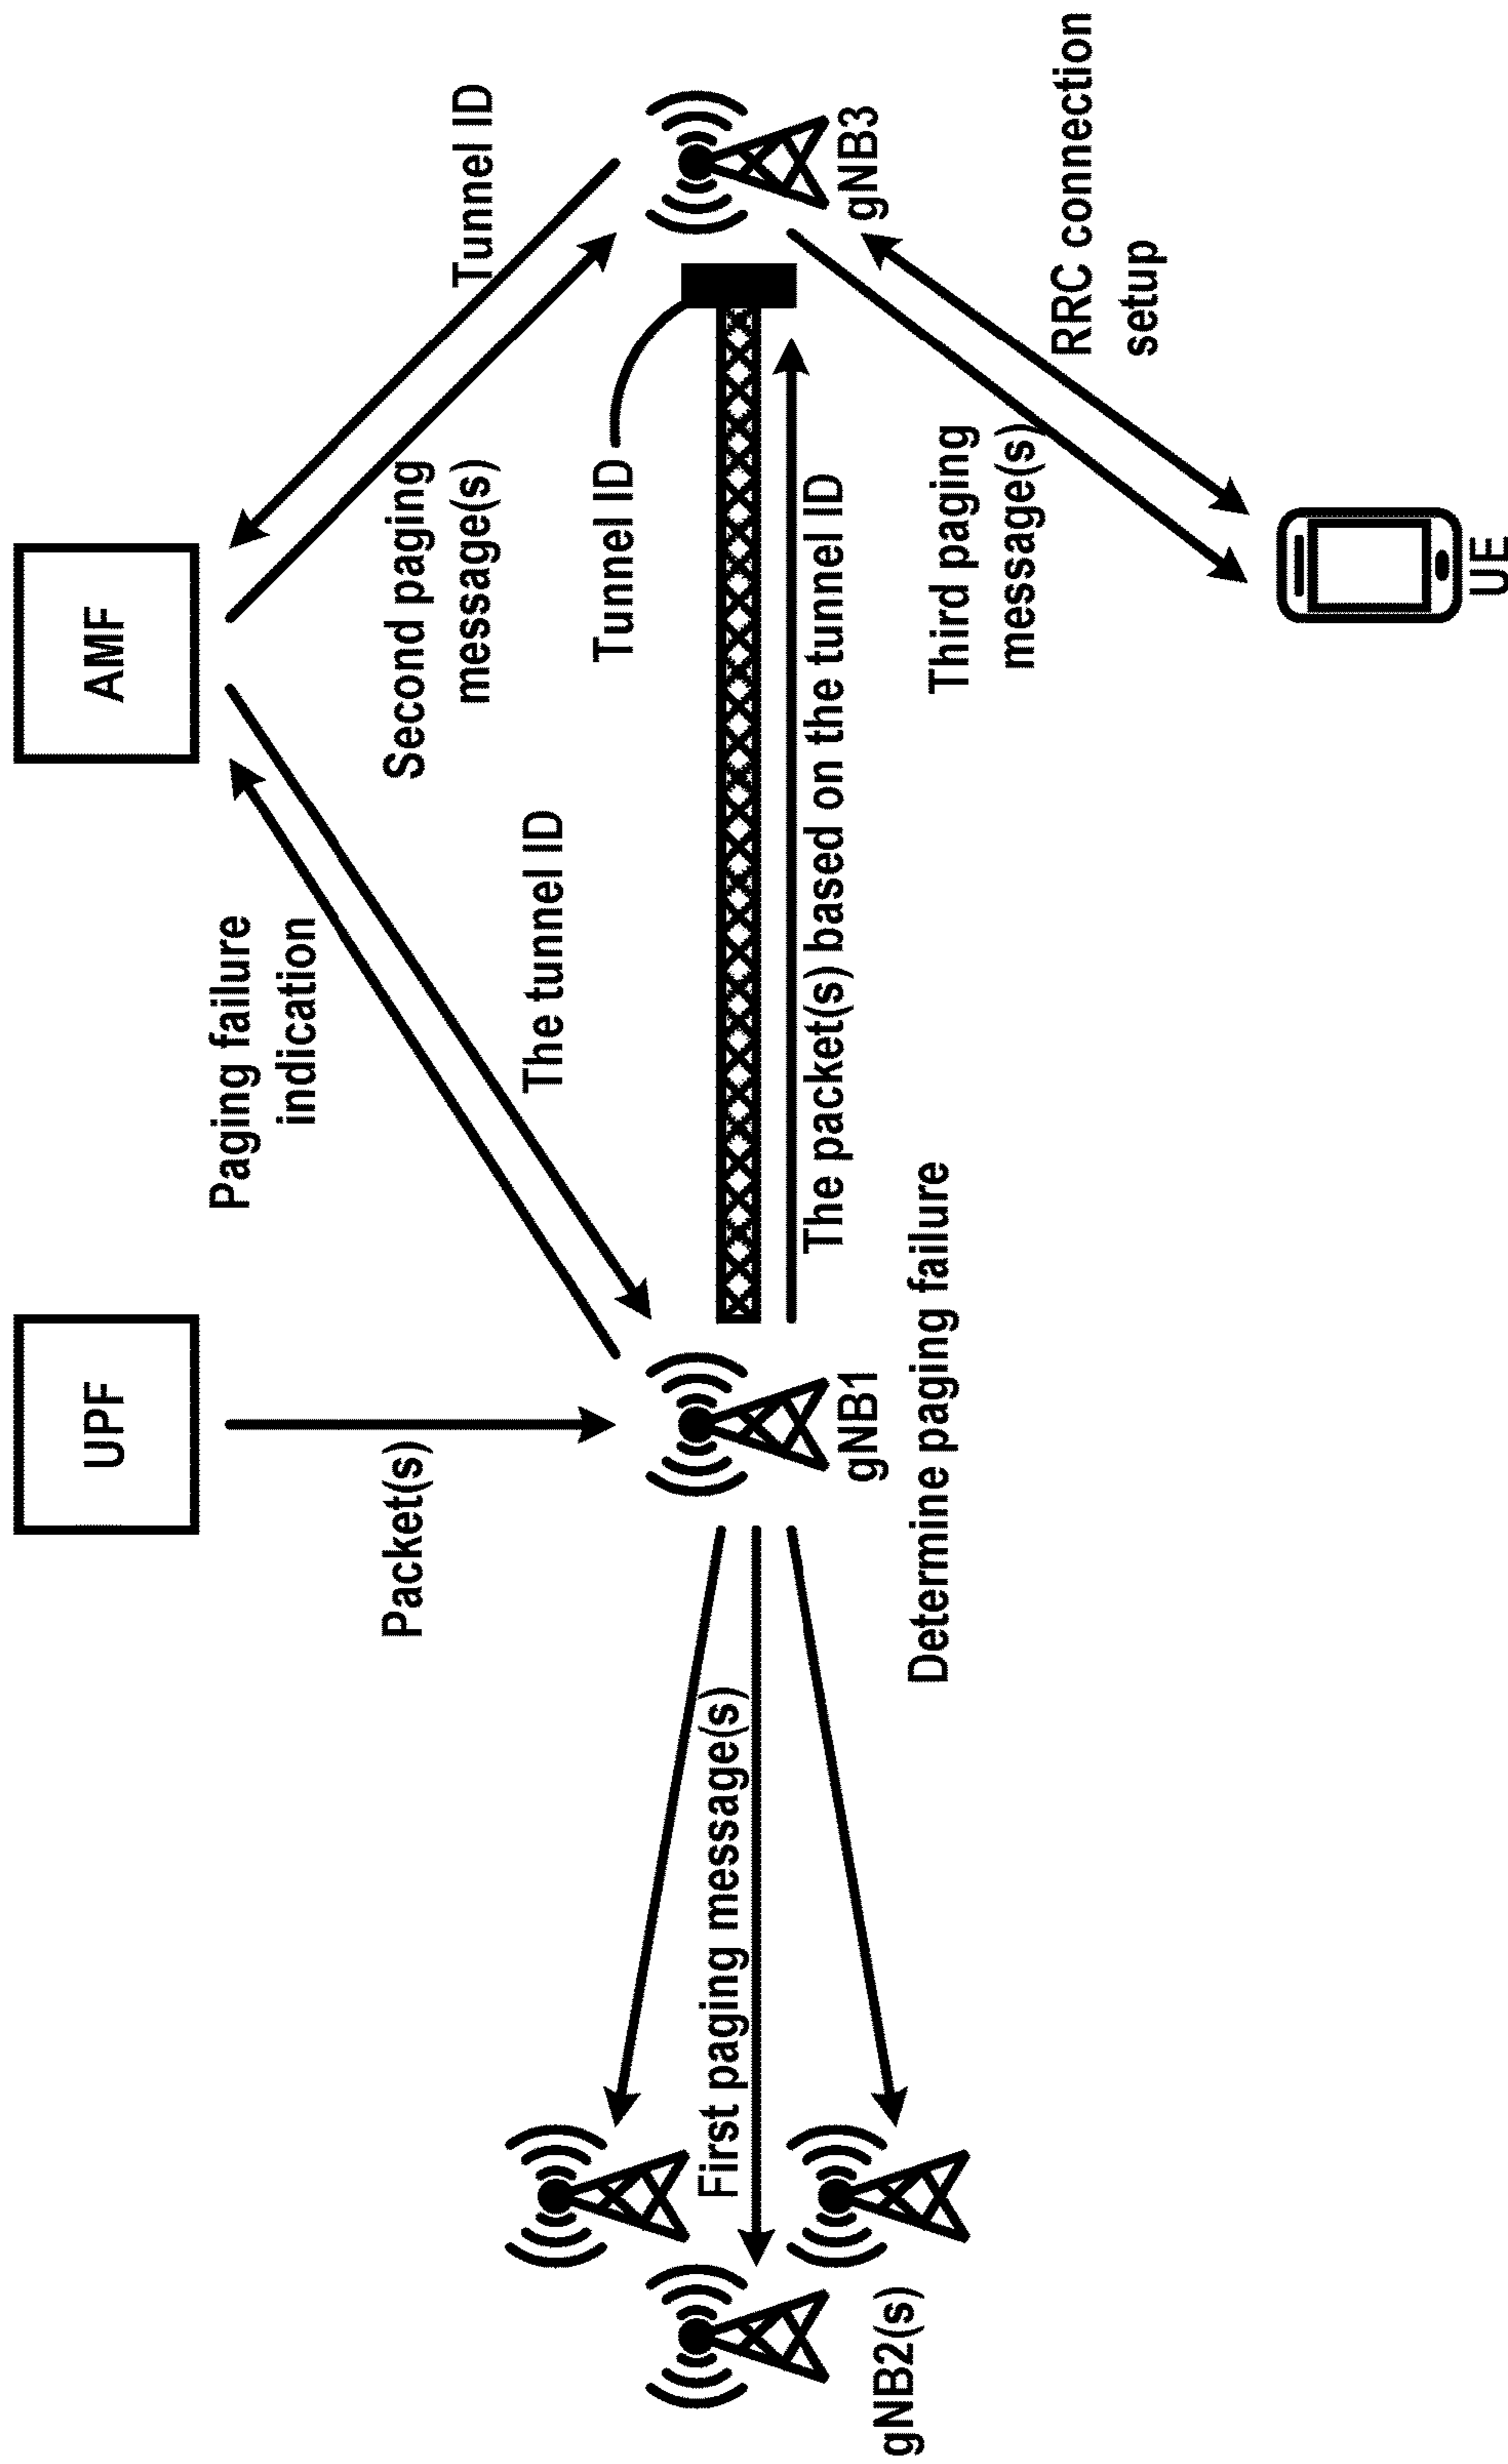 UPF
AMF
Packet(s)
Paging failure
indication
Second paging
message(s)
Tunnel ID
The tunnel ID
Tunnel ID
First paging message(s)
gNB1
The packet(s) based on the tunnel ID
gNB3
gNB2(s)
Determine paging failure
Third paging
message(s)
RRC connection
setup
UE